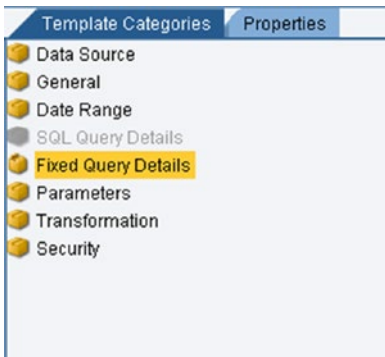 Template Categories Properties
Data Source
General
Date Range
SQL Query Details
Fixed Query Details
Parameters
Transformation
Security